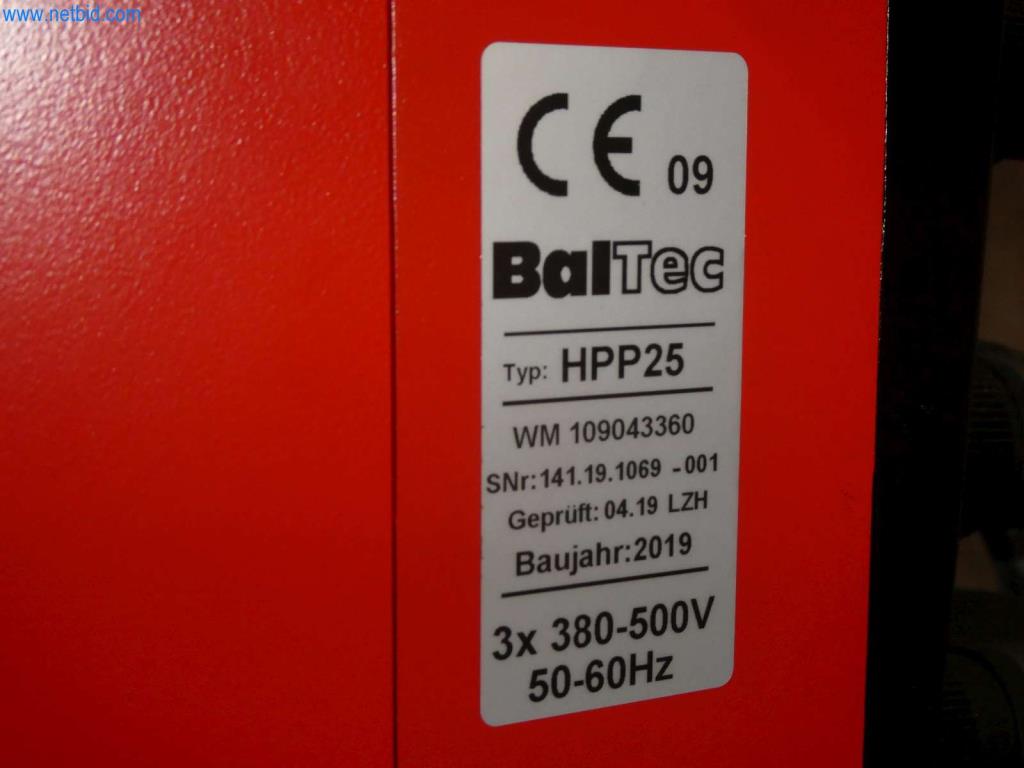 www.netbid.com
CE 09
BalTec
Typ: HPP25
WM 109043360
SNr:141.19.1069 -001
Geprüft: 04.19 LZH
Baujahr:2019
3x 380-500V
50-60Hz